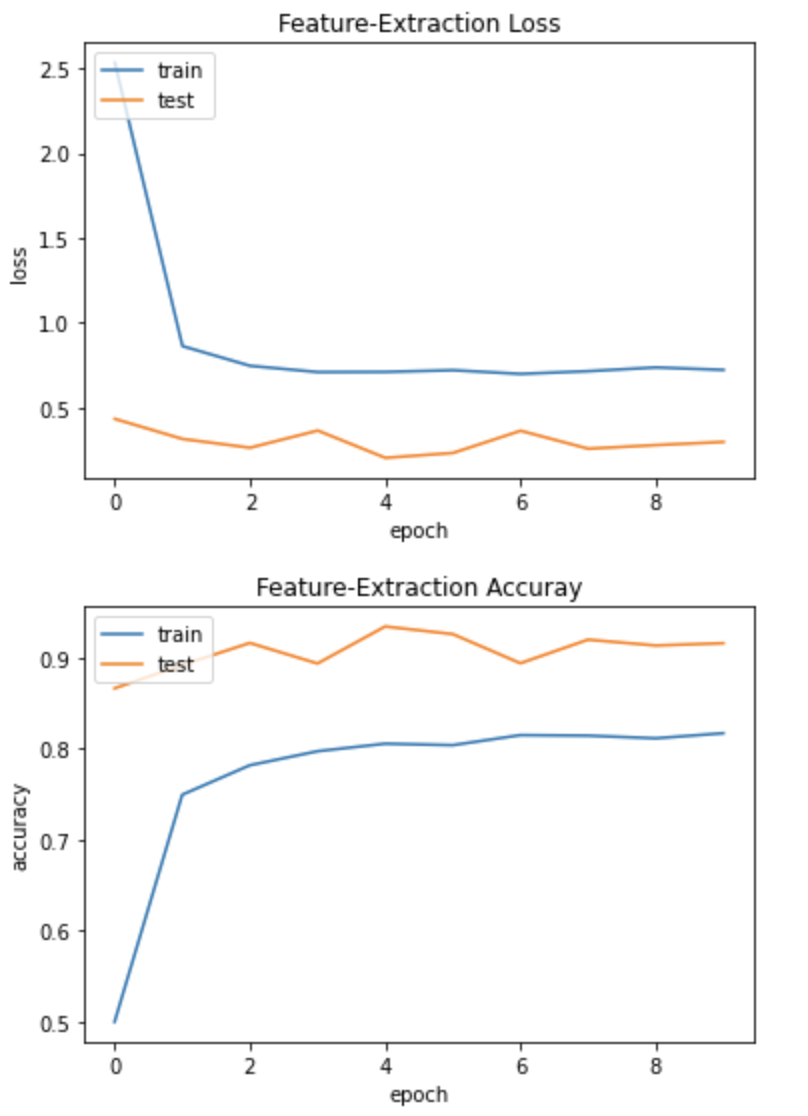 Feature-Extraction Loss
train
test
2.5
2.0
1.5
1.0
0.5
loss
0 2 4 6 8
epoch
Feature-Extraction Accuray
train
test
0.9
0.8
0.7
0.6
0.5
accuracy
0 2 4 6 8
epoch